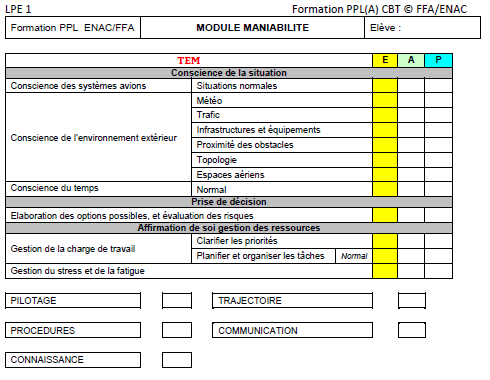 LPE 1 Formation PPL(A) CBT © FFA/ENAC
Formation PPL ENAC/FFA MODULE MANIABILITE Elève :
TEM E A P
Conscience de la situation
Conscience des systèmes avions Situations normales
Météo
Trafic
Conscience de l'environnement extérieur Infrastructures et équipements
Proximité des obstacles
Topologie
Espaces aériens
Conscience du temps Normal
Prise de décision
Elaboration des options possibles, et évaluation des risques
Affirmation de soi gestion des ressources
Gestion de la charge de travail Clarifier les priorités
Planifier et organiser les tâches Normal
Gestion du stress et de la fatigue
PILOTAGE TRAJECTOIRE
PROCEDURES COMMUNICATION
CONNAISSANCE